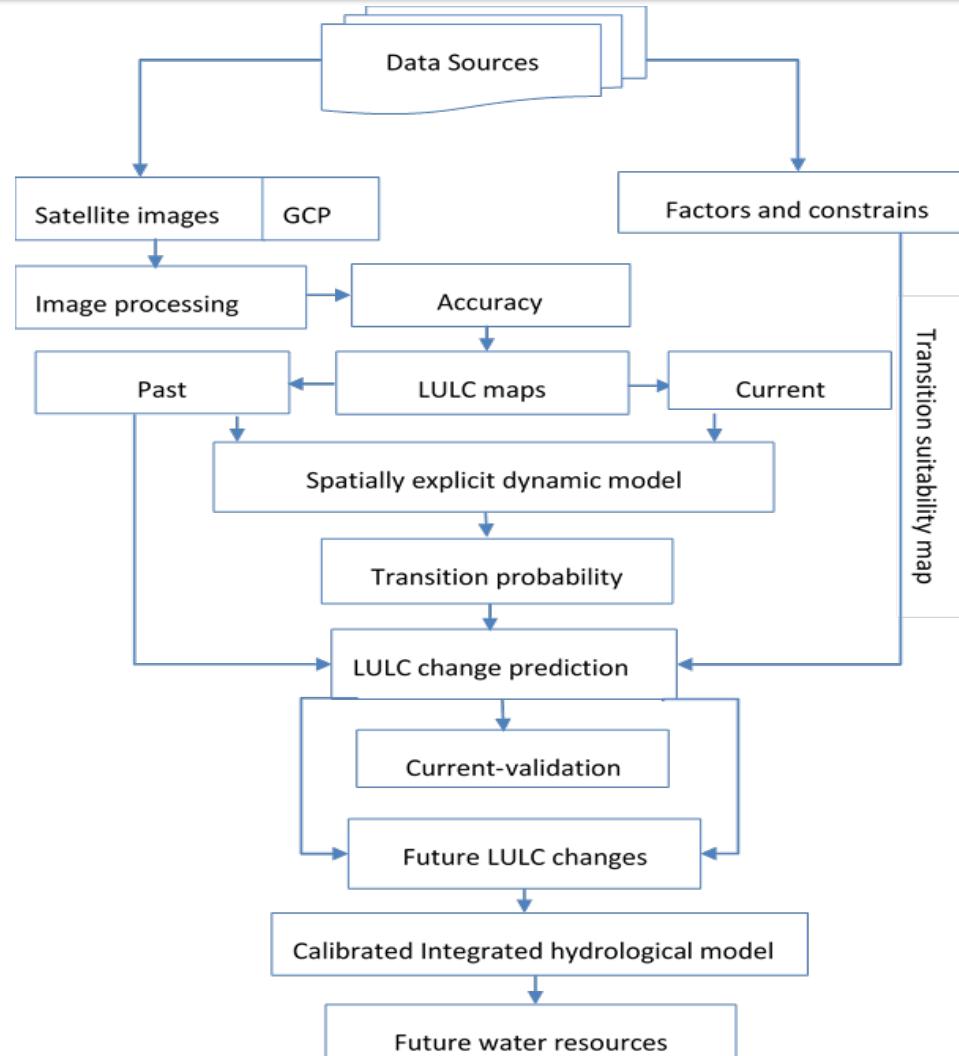 Data Sources
Satellite images
GCP
Factors and constrains
Image processing
Accuracy
Past
LULC maps
Current
Transition suitability map
Spatially explicit dynamic model
Transition probability
LULC change prediction
Current-validation
Future LULC changes
Calibrated Integrated hydrological model
Future water resources